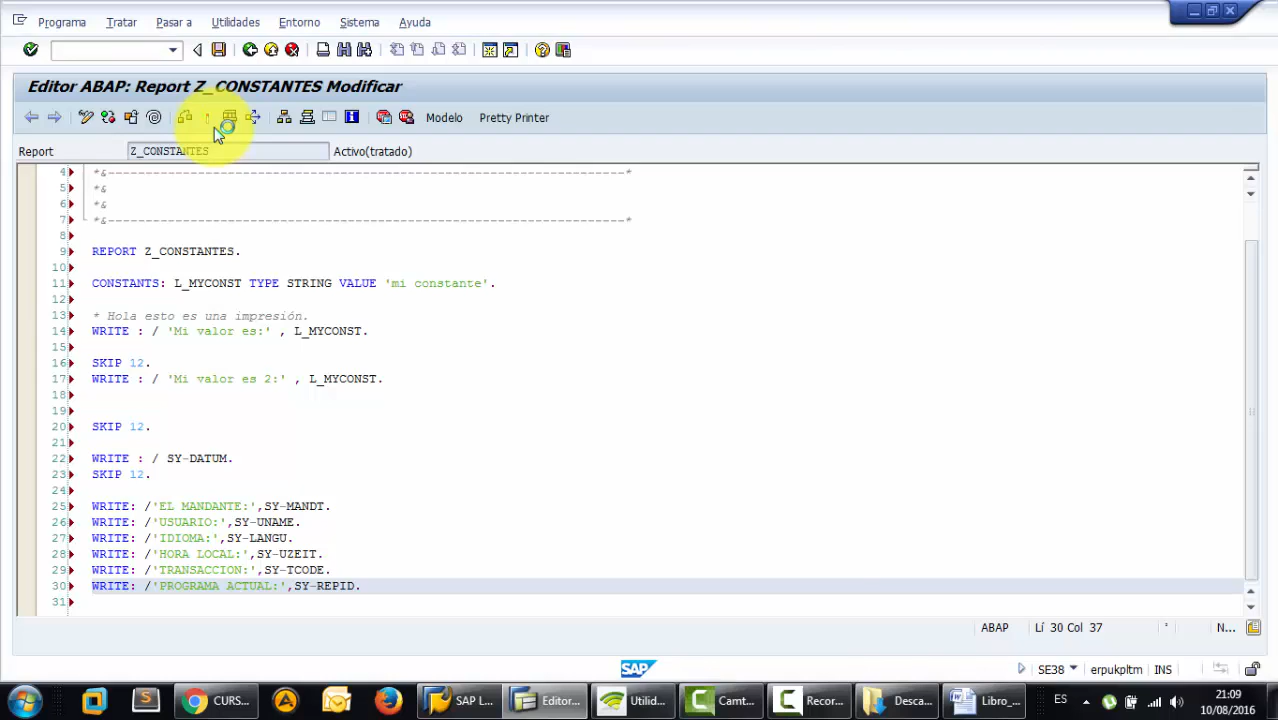 Programa Tratar Pasar a Utilidades Entorno Sistema Ayuda
Editor ABAP: Report Z_CONSTANTES Modificar
Modelo Pretty Printer
Report Z_CONSTANTES Activo(tratado)
4 *&---------------------------------------------------------------------*
5 *&
6 *&
7 *&---------------------------------------------------------------------*
8
9 REPORT Z_CONSTANTES.
10
11 CONSTANTS: L_MYCONST TYPE STRING VALUE 'mi constante'.
12
13 * Hola esto es una impresión.
14 WRITE : / 'Mi valor es:' , L_MYCONST.
15
16 SKIP 12.
17 WRITE : / 'Mi valor es 2:' , L_MYCONST.
18
19
20 SKIP 12.
21
22 WRITE : / SY-DATUM.
23 SKIP 12.
24
25 WRITE: /'EL MANDANTE:',SY-MANDT.
26 WRITE: /'USUARIO:',SY-UNAME.
27 WRITE: /'IDIOMA:',SY-LANGU.
28 WRITE: /'HORA LOCAL:',SY-UZEIT.
29 WRITE: /'TRANSACCION:',SY-TCODE.
30 WRITE: /'PROGRAMA ACTUAL:',SY-REPID.
31
ABAP Lí 30 Col 37 N...
SAP SE38 erpukpltm INS
CURS... SAP L... Editor... Utilid... Camt... Recor... Desca... Libro_... ES 21:09
10/08/2016